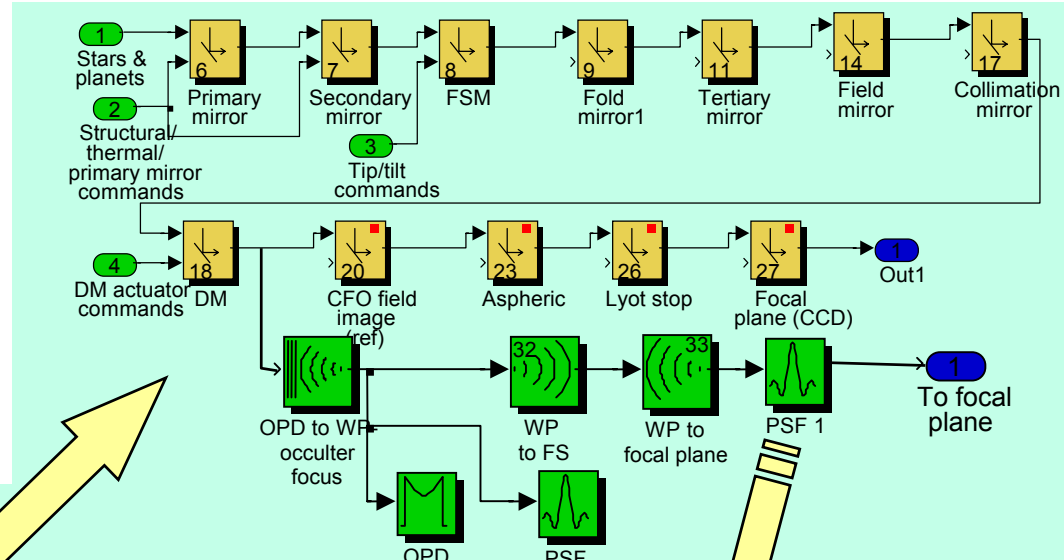 1
Stars &
planets
2
Structural/
thermal/
primary mirror
commands
6
Primary
mirror
7
Secondary
mirror
8
FSM
3
Tip/tilt
commands
9
Fold
mirror1
11
Tertiary
mirror
14
Field
mirror
17
Collimation
mirror
4
DM actuator
commands
18
DM
20
CFO field
image
(ref)
23
Aspheric
26
Lyot stop
27
Focal
plane (CCD)
1
Out1
OPD to WP-
occulter
focus
32
WP
to FS
33
WP to
focal plane
PSF 1
1
To focal
plane
OPD
PSF